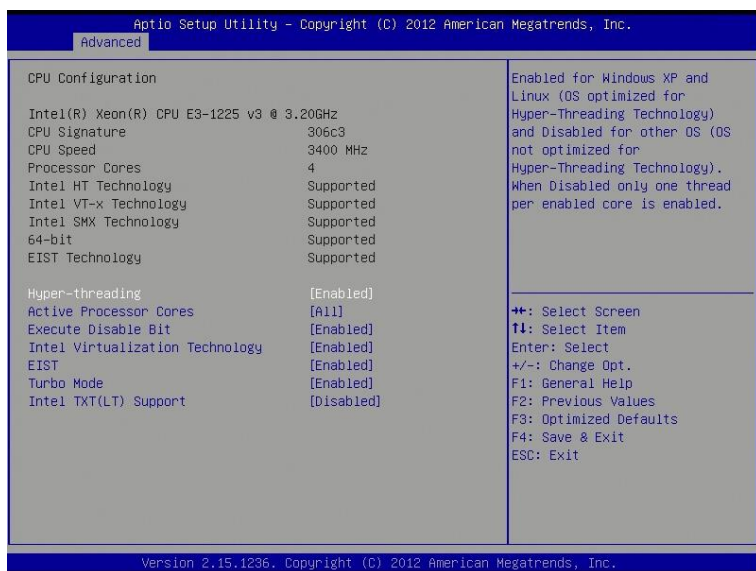 Aptio Setup Utility – Copyright (C) 2012 American Megatrends, Inc.
Advanced
CPU Configuration
Intel(R) Xeon(R) CPU E3-1225 v3 @ 3.20GHz
CPU Signature 306c3
CPU Speed 3400 MHz
Processor Cores 4
Intel HT Technology Supported
Intel VT-x Technology Supported
Intel SMX Technology Supported
64-bit Supported
EIST Technology Supported
Hyper-threading [Enabled]
Active Processor Cores [All]
Execute Disable Bit [Enabled]
Intel Virtualization Technology [Enabled]
EIST [Enabled]
Turbo Mode [Enabled]
Intel TXT(LT) Support [Disabled]
Enabled for Windows XP and
Linux (OS optimized for
Hyper-Threading Technology)
and Disabled for other OS (OS
not optimized for
Hyper-Threading Technology).
When Disabled only one thread
per enabled core is enabled.
→←: Select Screen
↑↓: Select Item
Enter: Select
+/-: Change Opt.
F1: General Help
F2: Previous Values
F3: Optimized Defaults
F4: Save & Exit
ESC: Exit
Version 2.15.1236. Copyright (C) 2012 American Megatrends, Inc.